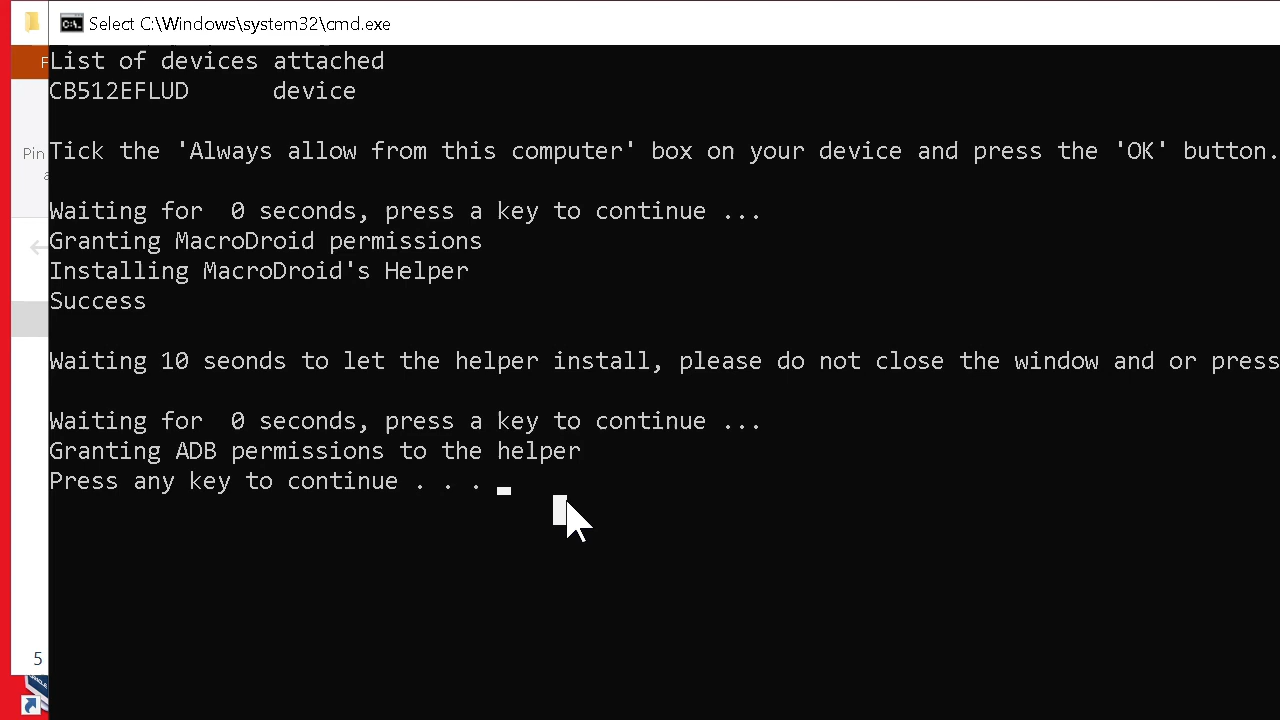 Select C:\Windows\system32\cmd.exe
F
List of devices attached
CB512EFLUD device
Pin
Tick the 'Always allow from this computer' box on your device and press the 'OK' button.
Waiting for  0 seconds, press a key to continue ...
Granting MacroDroid permissions
Installing MacroDroid's Helper
Success
Waiting 10 seonds to let the helper install, please do not close the window and or press
Waiting for  0 seconds, press a key to continue ...
Granting ADB permissions to the helper
Press any key to continue . . .
5